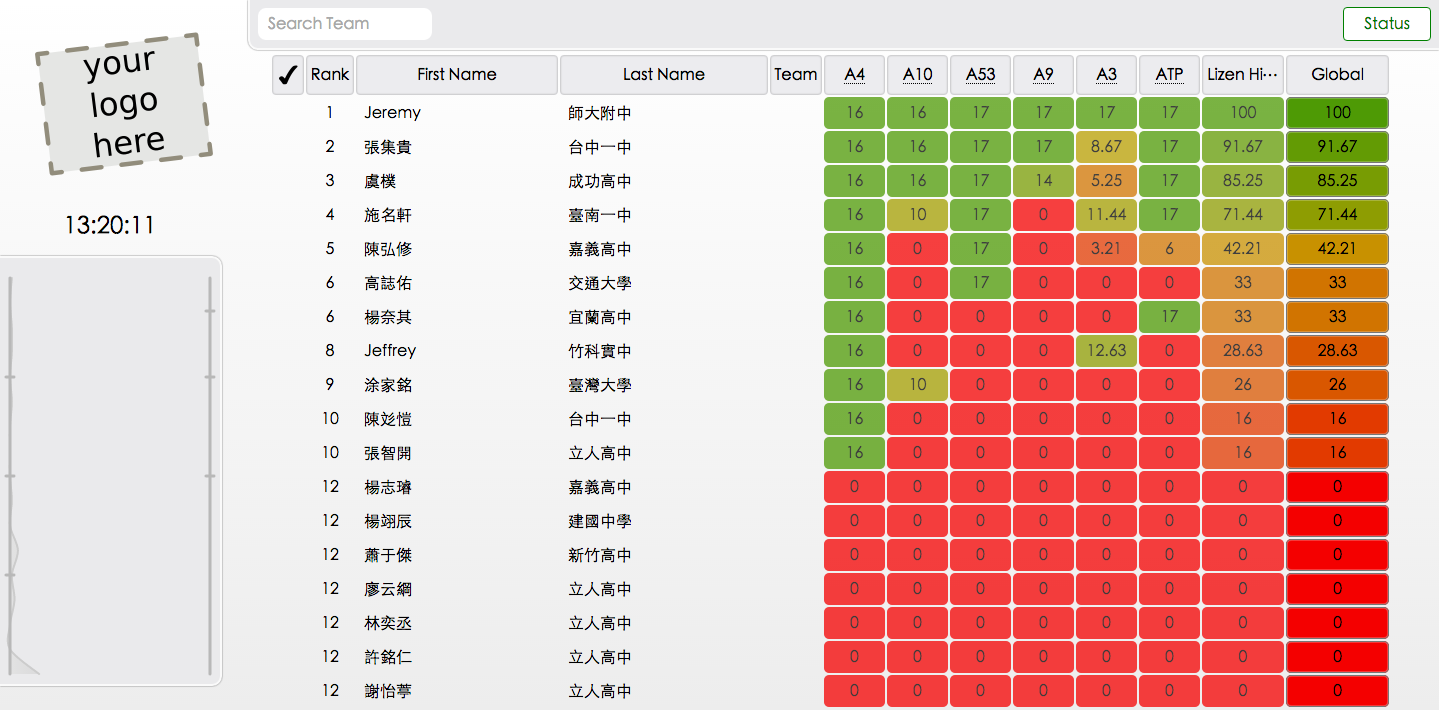 Search Team
Status
your
logo
here
13:20:11
✔ Rank First Name Last Name Team A4 A10 A53 A9 A3 ATP Lizen Hi··· Global
1 Jeremy 師大附中 16 16 17 17 17 17 100 100
2 張集貴 台中一中 16 16 17 17 8.67 17 91.67 91.67
3 虞樸 成功高中 16 16 17 14 5.25 17 85.25 85.25
4 施名軒 臺南一中 16 10 17 0 11.44 17 71.44 71.44
5 陳弘修 嘉義高中 16 0 17 0 3.21 6 42.21 42.21
6 高誌佑 交通大學 16 0 17 0 0 0 33 33
6 楊奈其 宜蘭高中 16 0 0 0 0 17 33 33
8 Jeffrey 竹科實中 16 0 0 0 12.63 0 28.63 28.63
9 涂家銘 臺灣大學 16 10 0 0 0 0 26 26
10 陳彣愷 台中一中 16 0 0 0 0 0 16 16
10 張智開 立人高中 16 0 0 0 0 0 16 16
12 楊志璿 嘉義高中 0 0 0 0 0 0 0 0
12 楊翊辰 建國中學 0 0 0 0 0 0 0 0
12 蕭于傑 新竹高中 0 0 0 0 0 0 0 0
12 廖云綱 立人高中 0 0 0 0 0 0 0 0
12 林奕丞 立人高中 0 0 0 0 0 0 0 0
12 許銘仁 立人高中 0 0 0 0 0 0 0 0
12 謝怡葶 立人高中 0 0 0 0 0 0 0 0